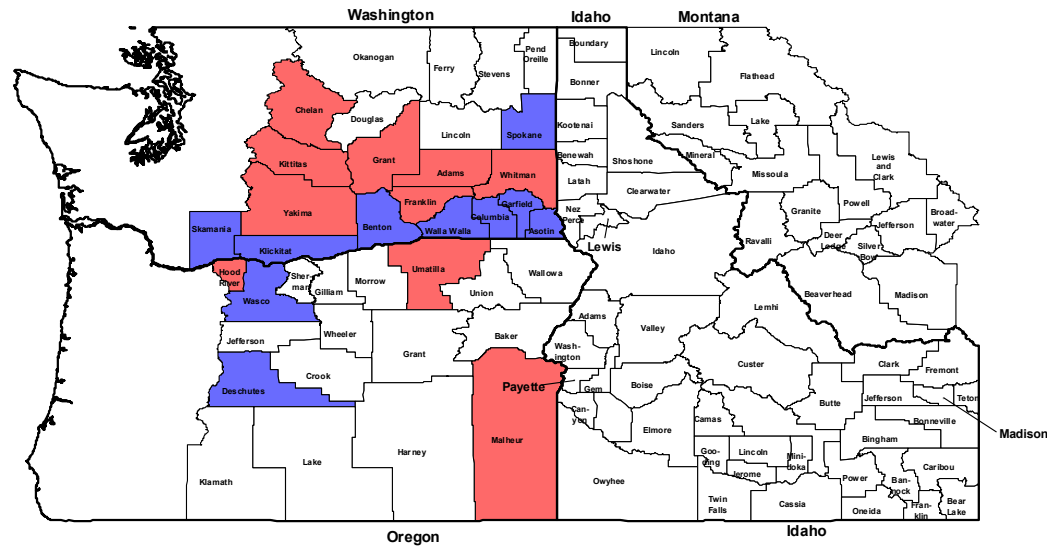 Washington
Idaho
Montana
Boundary
Okanogan
Ferry
Stevens
Pend
Oreille
Lincoln
Flathead
Bonner
Chelan
Douglas
Lincoln
Spokane
Kootenai
Sanders
Lake
Kittitas
Grant
Adams
Whitman
Benewah
Shoshone
Mineral
Missoula
Lewis
and
Clark
Latah
Clearwater
Yakima
Franklin
Garfield
Columbia
Nez
Perce
Granite
Powell
Jefferson
Broad-
water
Skamania
Benton
Walla Walla
Asotin
Lewis
Idaho
Ravalli
Deer
Lodge
Silver
Bow
Klickitat
Hood
River
Umatilla
Wallowa
Sher-
man
Gilliam
Morrow
Union
Wasco
Beaverhead
Madison
Lemhi
Adams
Valley
Jefferson
Wheeler
Grant
Baker
Wash-
ington
Custer
Clark
Fremont
Crook
Deschutes
Payette
Gem
Boise
Butte
Jefferson
Teton
Madison
Can-
yon
Elmore
Camas
Bonneville
Bingham
Malheur
Harney
Lake
Klamath
Owyhee
Goo-
ding
Lincoln
Jerome
Mini-
doka
Power
Ban-
nock
Caribou
Twin
Falls
Cassia
Oneida
Fran-
klin
Bear
Lake
Oregon
Idaho